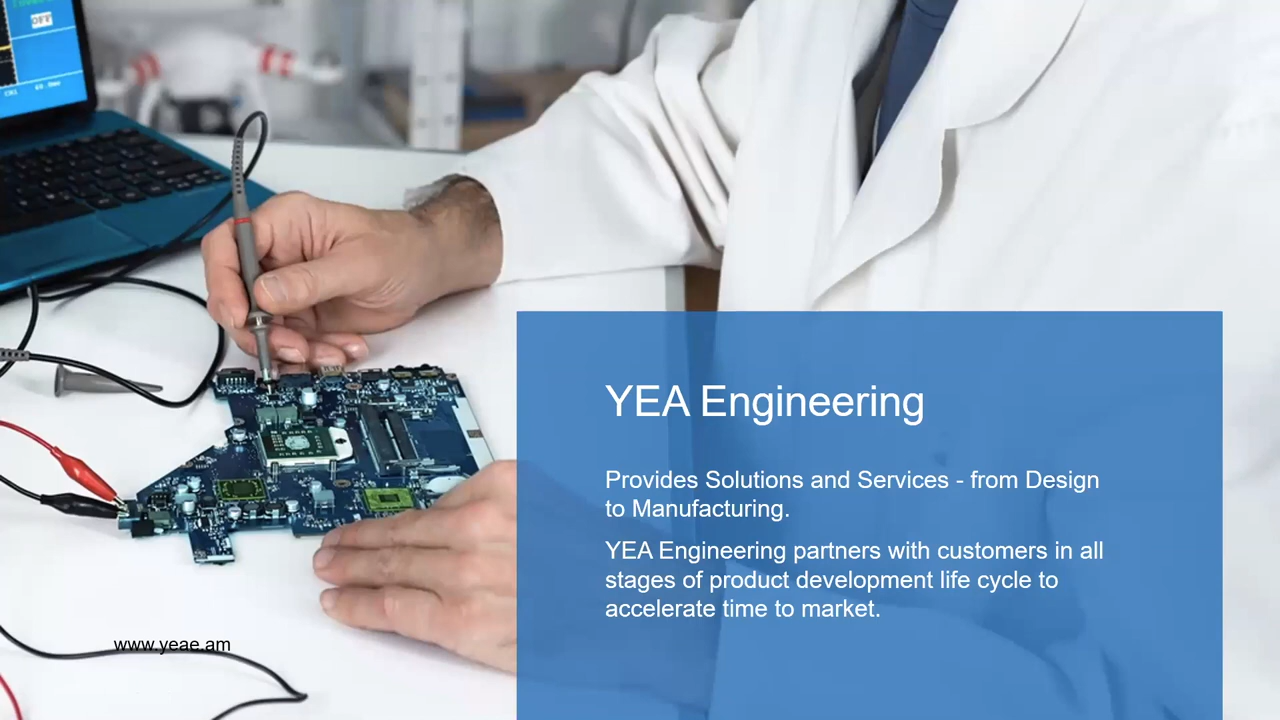 OFF
YEA Engineering
Provides Solutions and Services - from Design
to Manufacturing.
YEA Engineering partners with customers in all
stages of product development life cycle to
accelerate time to market.
www.yeae.am